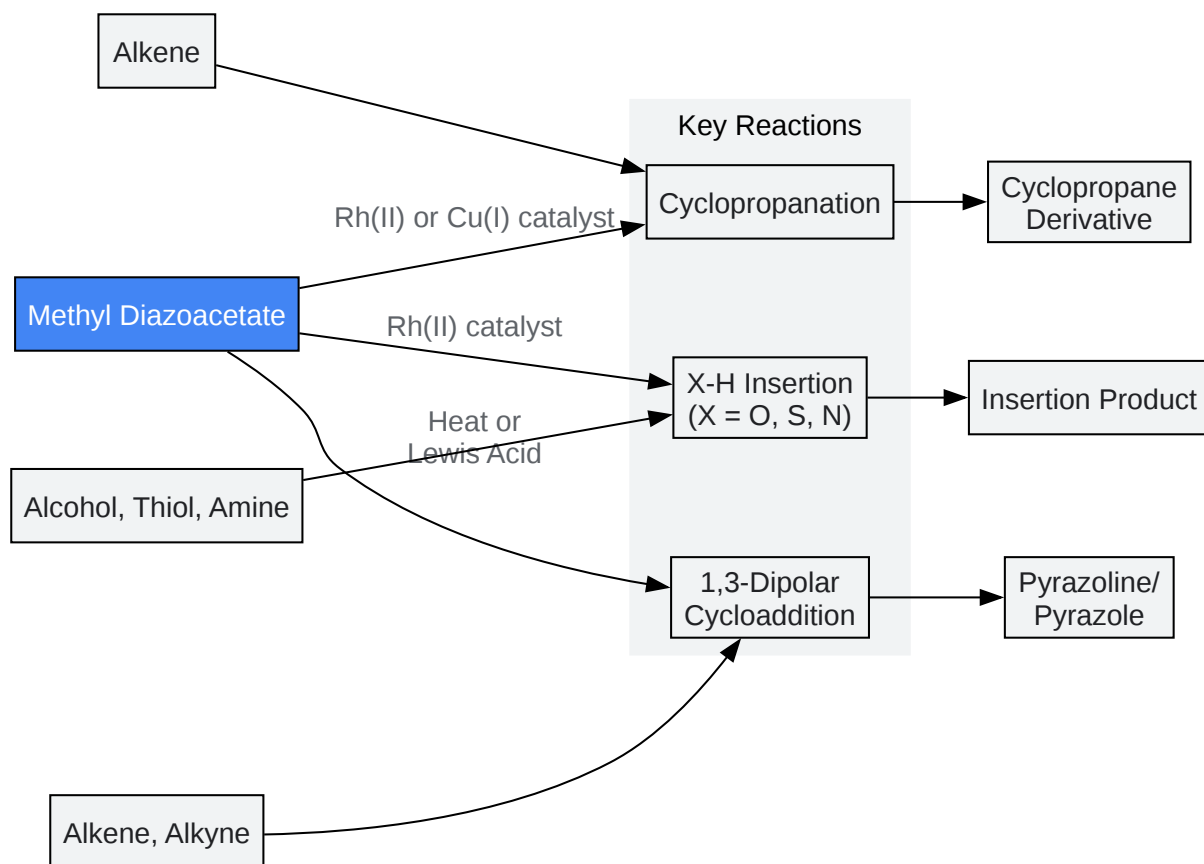 Alkene
Key Reactions
Cyclopropanation
Cyclopropane
Derivative
Rh(II) or Cu(I) catalyst
Methyl Diazoacetate
Rh(II) catalyst
X-H Insertion
(X = O, S, N)
Insertion Product
Heat or
Lewis Acid
Alcohol, Thiol, Amine
1,3-Dipolar
Cycloaddition
Pyrazoline/
Pyrazole
Alkene, Alkyne